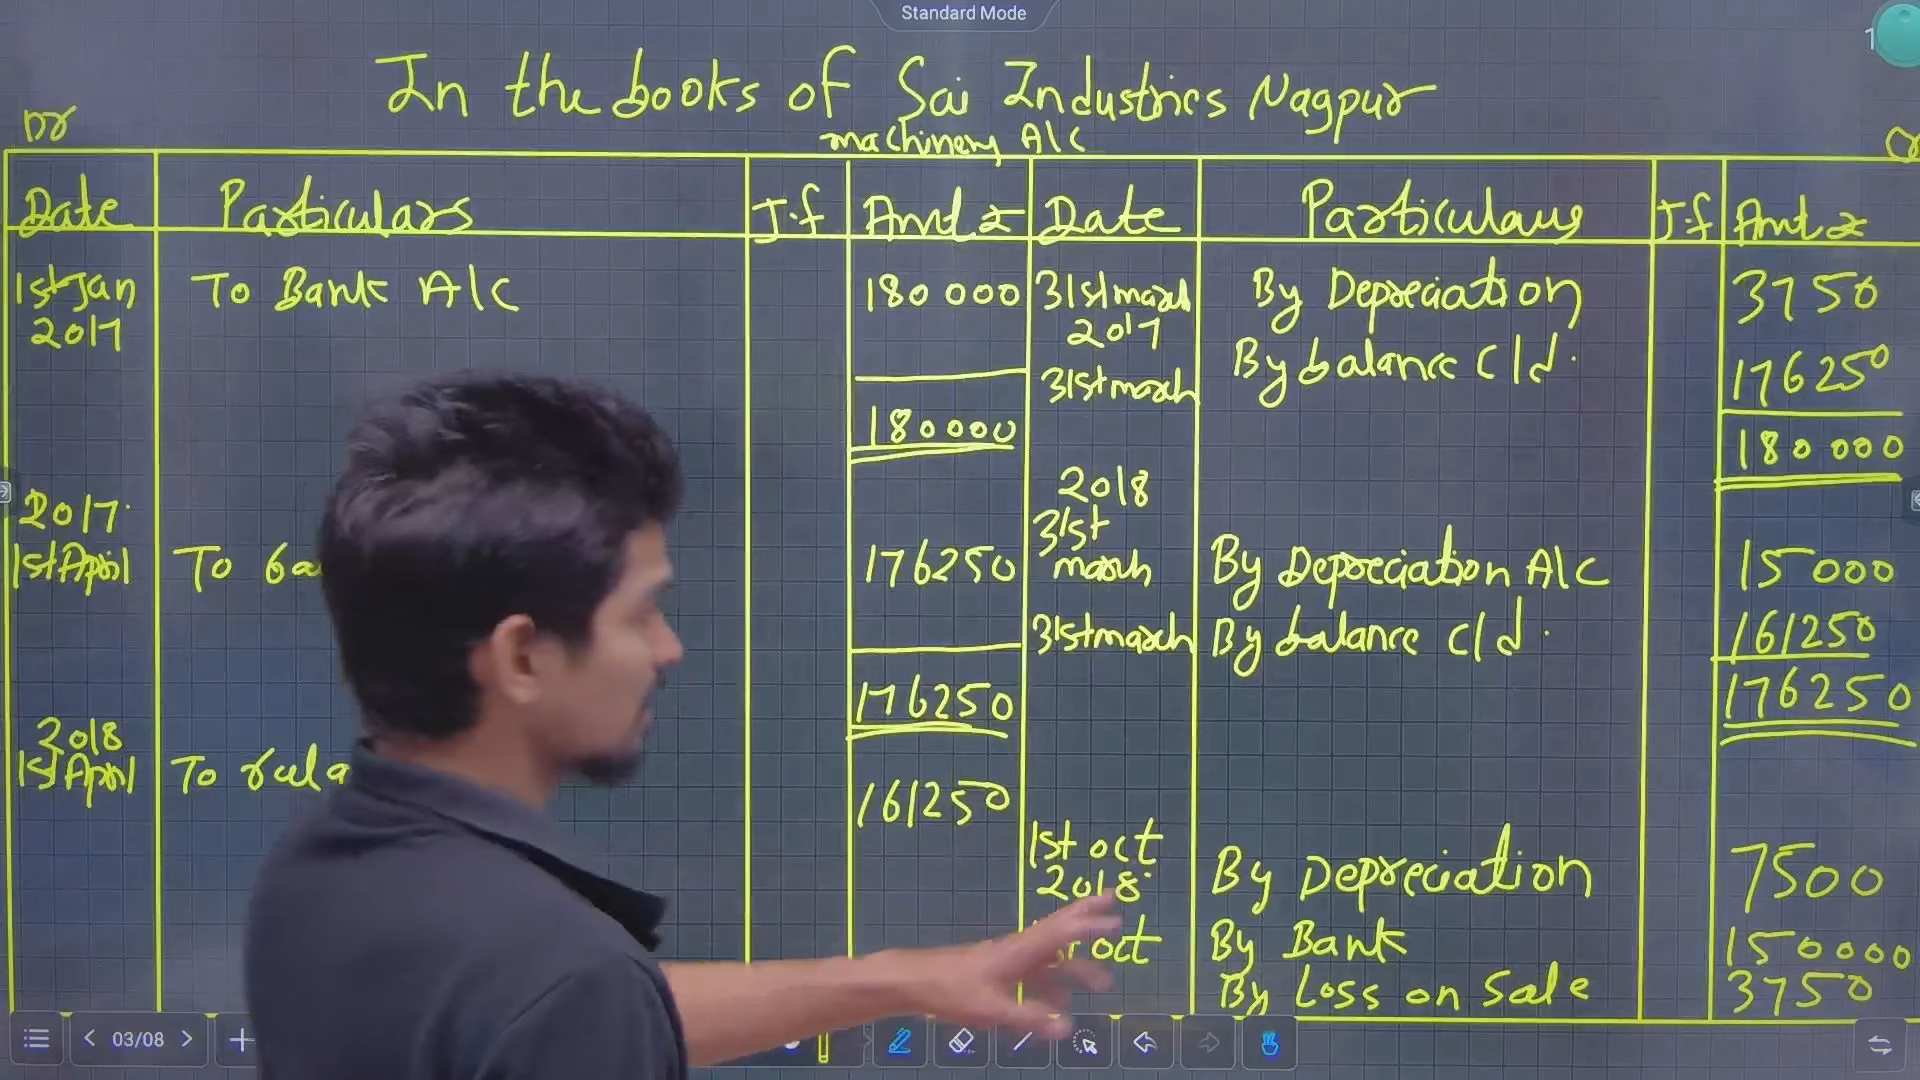 Standard Mode
1
In the books of Sai Industries Nagpur
Dr
machinery A/C
Date Particulars J.f Amt ₹ Date Particulars J.f Amt ₹
1st Jan To Bank A/C 180 000 31st march By Depreciation 3750
2017 2017
31st march By balance C/d. 176250
180000 180 000
2017 2018
1st April To 176250 31st march By Depreciation A/C 15000
31st march By balance C/d. 161250
176250 176250
2018
1st April To 161250
1st oct By Depreciation 7500
2018
oct By Bank 150000
By Loss on Sale 3750
03/08